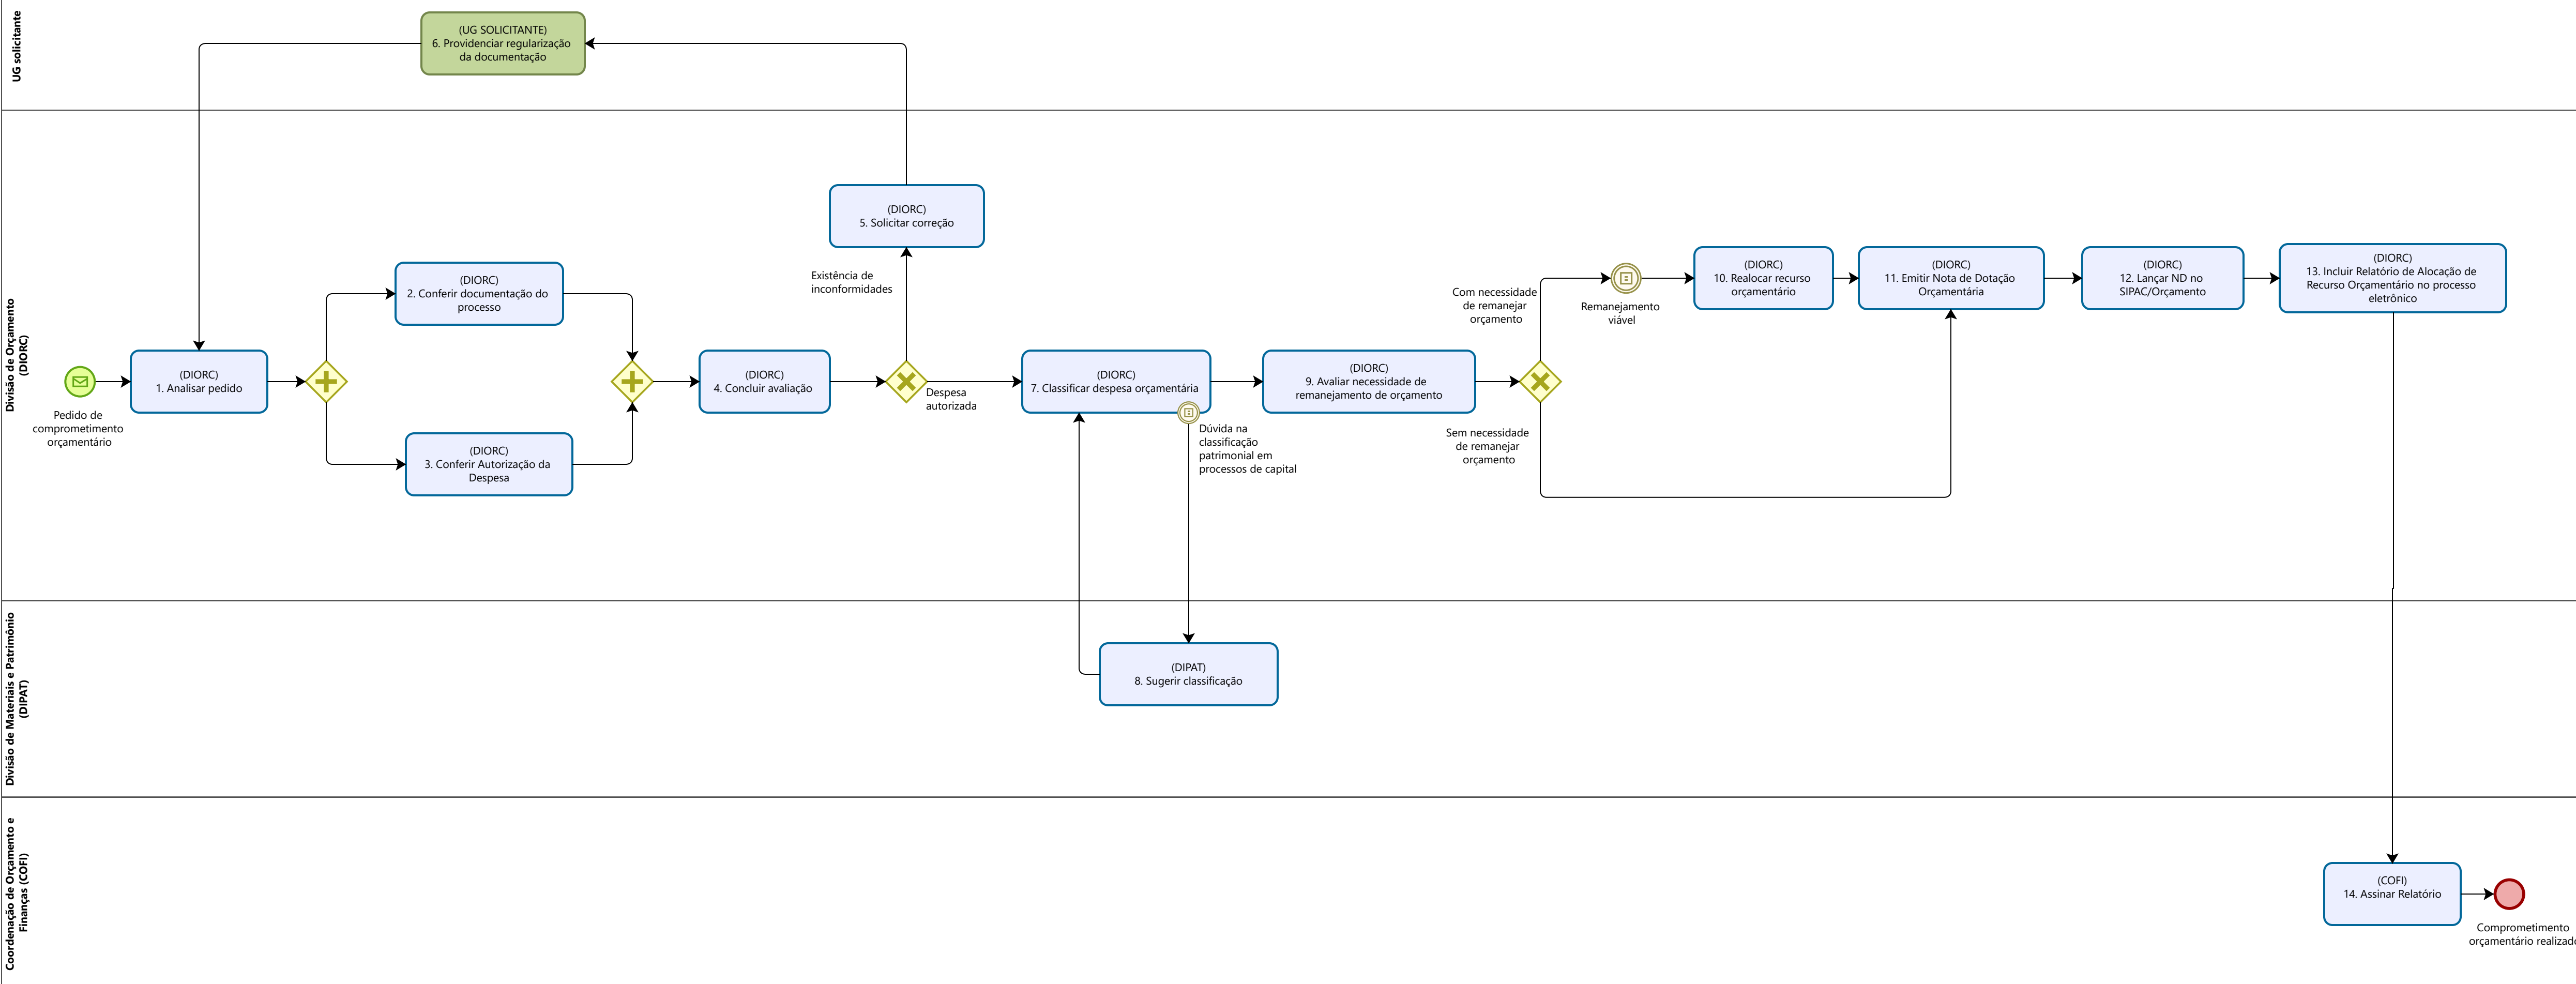 UG solicitante
(UG SOLICITANTE)
6. Providenciar regularização
da documentação
Divisão de Orçamento
(DIORC)
Pedido de
comprometimento
orçamentário
(DIORC)
1. Analisar pedido
(DIORC)
2. Conferir documentação do
processo
(DIORC)
3. Conferir Autorização da
Despesa
(DIORC)
4. Concluir avaliação
Existência de
inconformidades
(DIORC)
5. Solicitar correção
Despesa
autorizada
(DIORC)
7. Classificar despesa orçamentária
Dúvida na
classificação
patrimonial em
processos de capital
(DIORC)
9. Avaliar necessidade de
remanejamento de orçamento
Com necessidade
de remanejar
orçamento
Sem necessidade
de remanejar
orçamento
Remanejamento
viável
(DIORC)
10. Realocar recurso
orçamentário
(DIORC)
11. Emitir Nota de Dotação
Orçamentária
(DIORC)
12. Lançar ND no
SIPAC/Orçamento
(DIORC)
13. Incluir Relatório de Alocação de
Recurso Orçamentário no processo
eletrônico
Divisão de Materiais e Patrimônio
(DIPAT)
(DIPAT)
8. Sugerir classificação
Coordenação de Orçamento e
Finanças (COFI)
(COFI)
14. Assinar Relatório
Comprometimento
orçamentário realizado